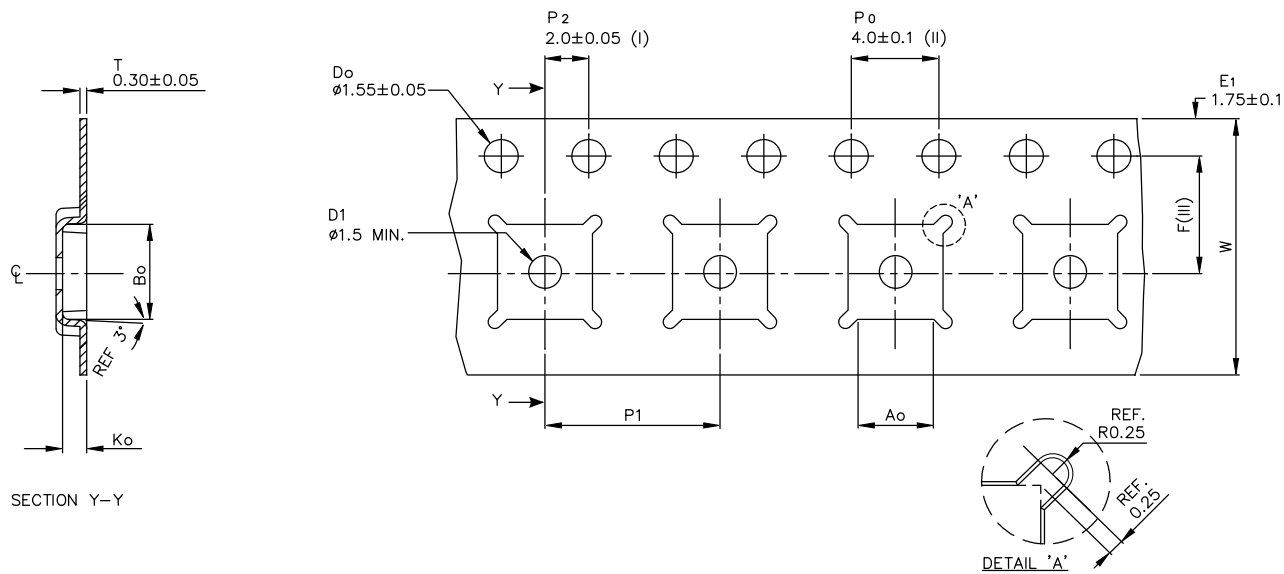 P2
2.0±0.05 (I)
Po
4.0±0.1 (II)
T
0.30±0.05
Do
ø1.55±0.05
Y
E1
1.75±0.1
'A'
D1
ø1.5 MIN.
F(III)
W
℄
Bo
REF 3°
Y
P1
Ao
Ko
REF.
R0.25
SECTION Y-Y
REF.
0.25
DETAIL 'A'